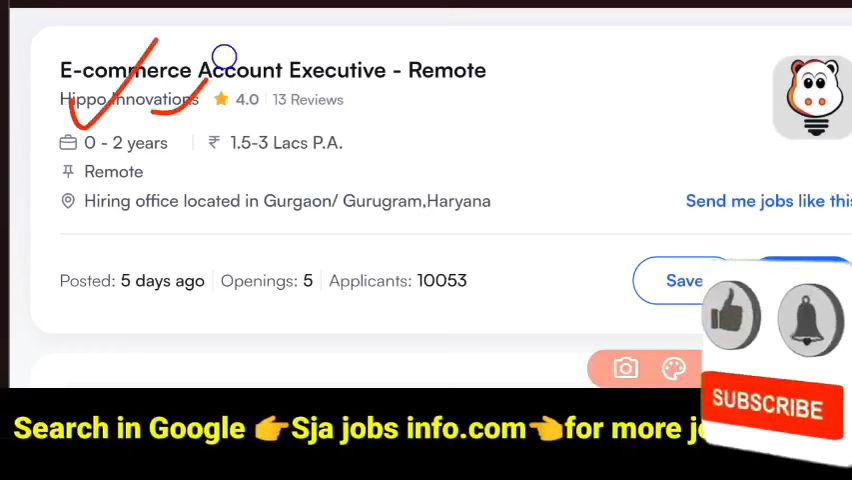 E-commerce Account Executive - Remote
Hippo Innovations 4.0 13 Reviews
0 - 2 years ₹ 1.5-3 Lacs P.A.
Remote
Hiring office located in Gurgaon/ Gurugram,Haryana
Send me jobs like this
Posted: 5 days ago Openings: 5 Applicants: 10053
Save
SUBSCRIBE
Search in Google 👉Sja jobs info.com👈for more